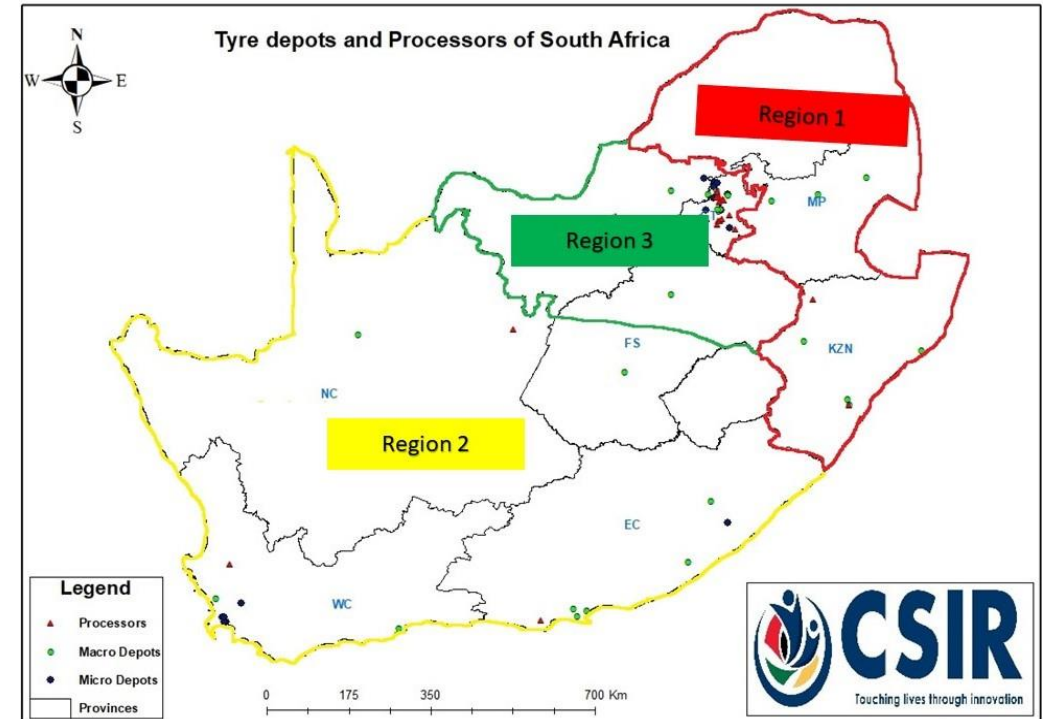 Tyre depots and Processors of South Africa
N
W
E
S
Region 1
MP
Region 3
FS
KZN
NC
Region 2
EC
WC
Legend
Processors
Macro Depots
Micro Depots
Provinces
0 175 350 700 Km
CSIR
Touching lives through innovation